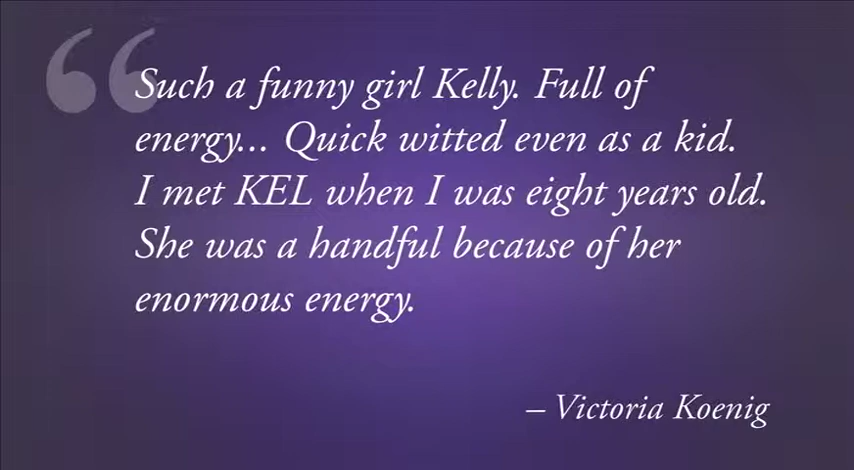 Such a funny girl Kelly. Full of
energy... Quick witted even as a kid.
I met KEL when I was eight years old.
She was a handful because of her
enormous energy.
– Victoria Koenig